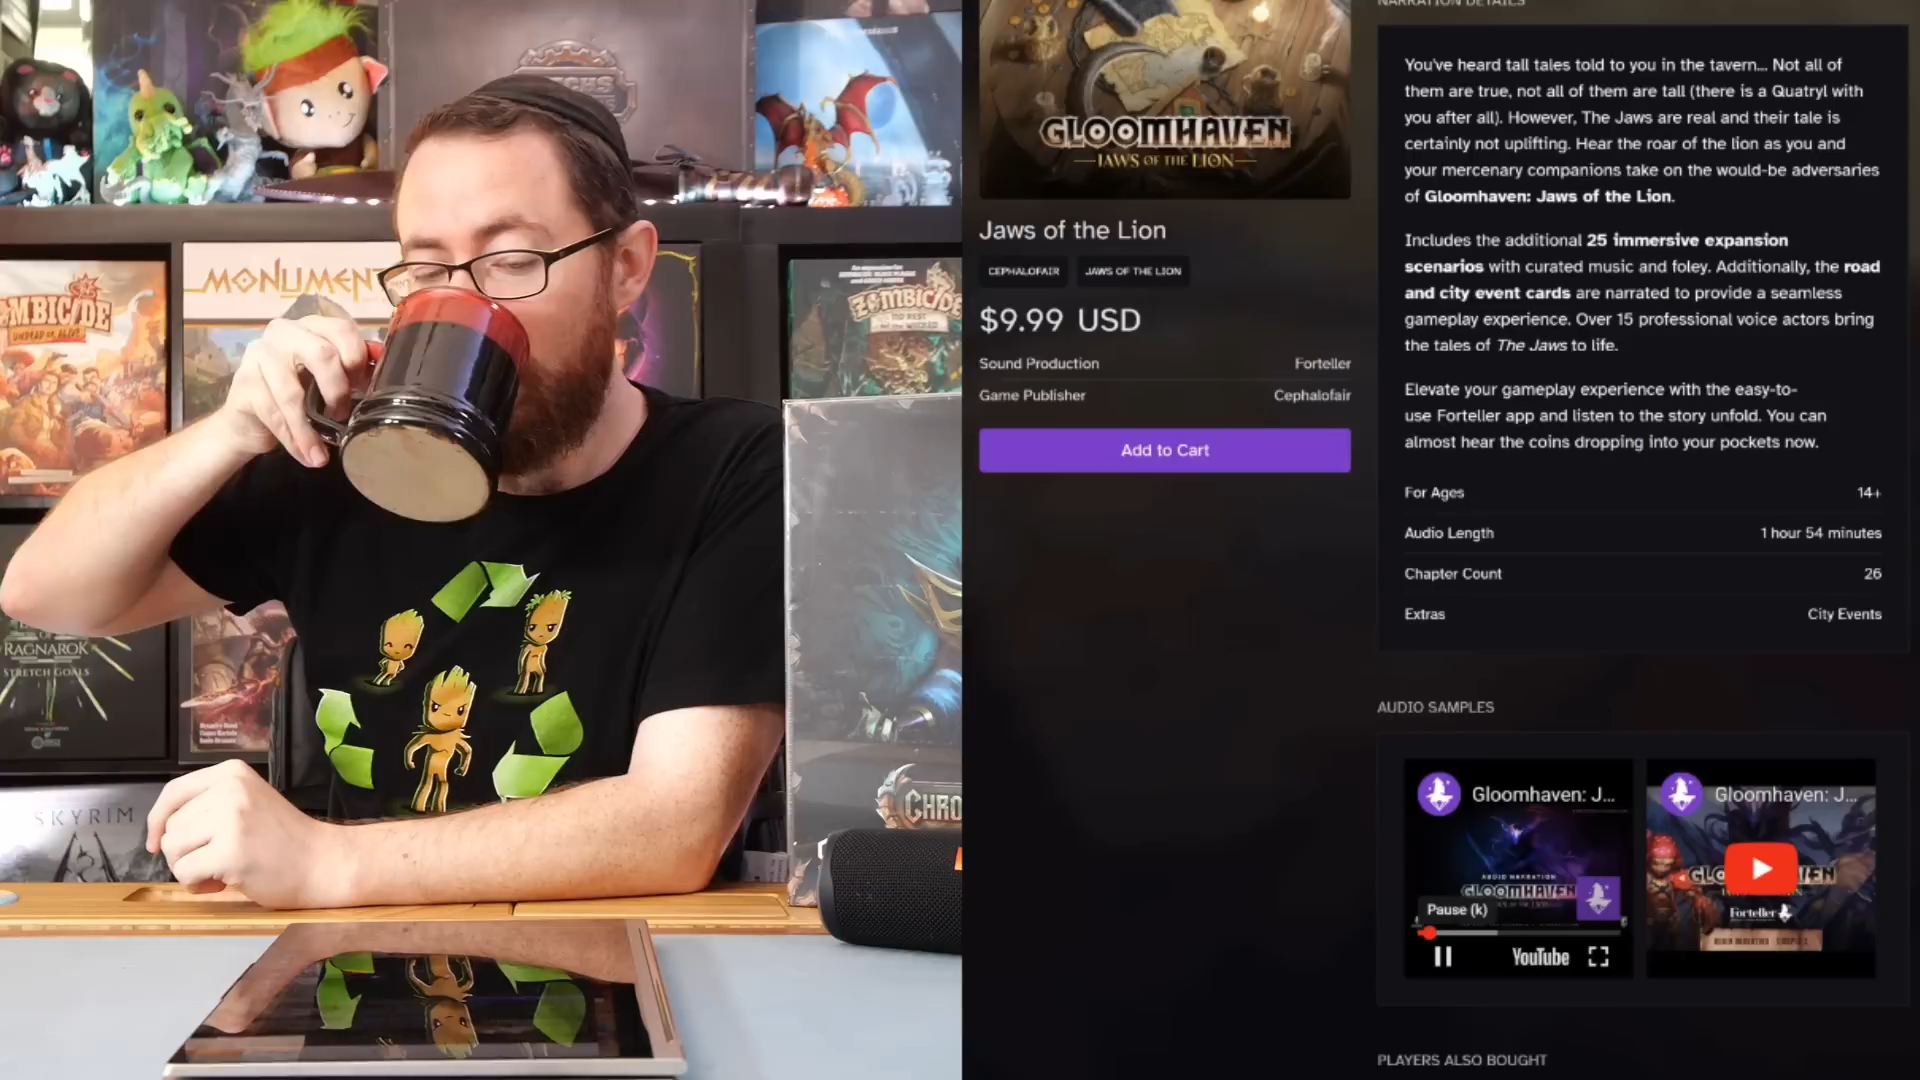 MONUMENT
ZOMBICIDE
UNDEAD OR ALIVE
ZOMBICIDE
RAGNAROK
STRETCH GOALS
SKYRIM
CHRO
GLOOMHAVEN
JAWS OF THE LION
Jaws of the Lion
CEPHALOFAIR
JAWS OF THE LION
$9.99 USD
Sound Production Forteller
Game Publisher Cephalofair
Add to Cart
NARRATION DETAILS
You've heard tall tales told to you in the tavern... Not all of
them are true, not all of them are tall (there is a Quatryl with
you after all). However, The Jaws are real and their tale is
certainly not uplifting. Hear the roar of the lion as you and
your mercenary companions take on the would-be adversaries
of Gloomhaven: Jaws of the Lion.
Includes the additional 25 immersive expansion
scenarios with curated music and foley. Additionally, the road
and city event cards are narrated to provide a seamless
gameplay experience. Over 15 professional voice actors bring
the tales of The Jaws to life.
Elevate your gameplay experience with the easy-to-
use Forteller app and listen to the story unfold. You can
almost hear the coins dropping into your pockets now.
For Ages 14+
Audio Length 1 hour 54 minutes
Chapter Count 26
Extras City Events
AUDIO SAMPLES
Gloomhaven: J...
AUDIO NARRATION
GLOOMHAVEN
Pause (k)
YouTube
Gloomhaven: J...
Forteller
PLAYERS ALSO BOUGHT